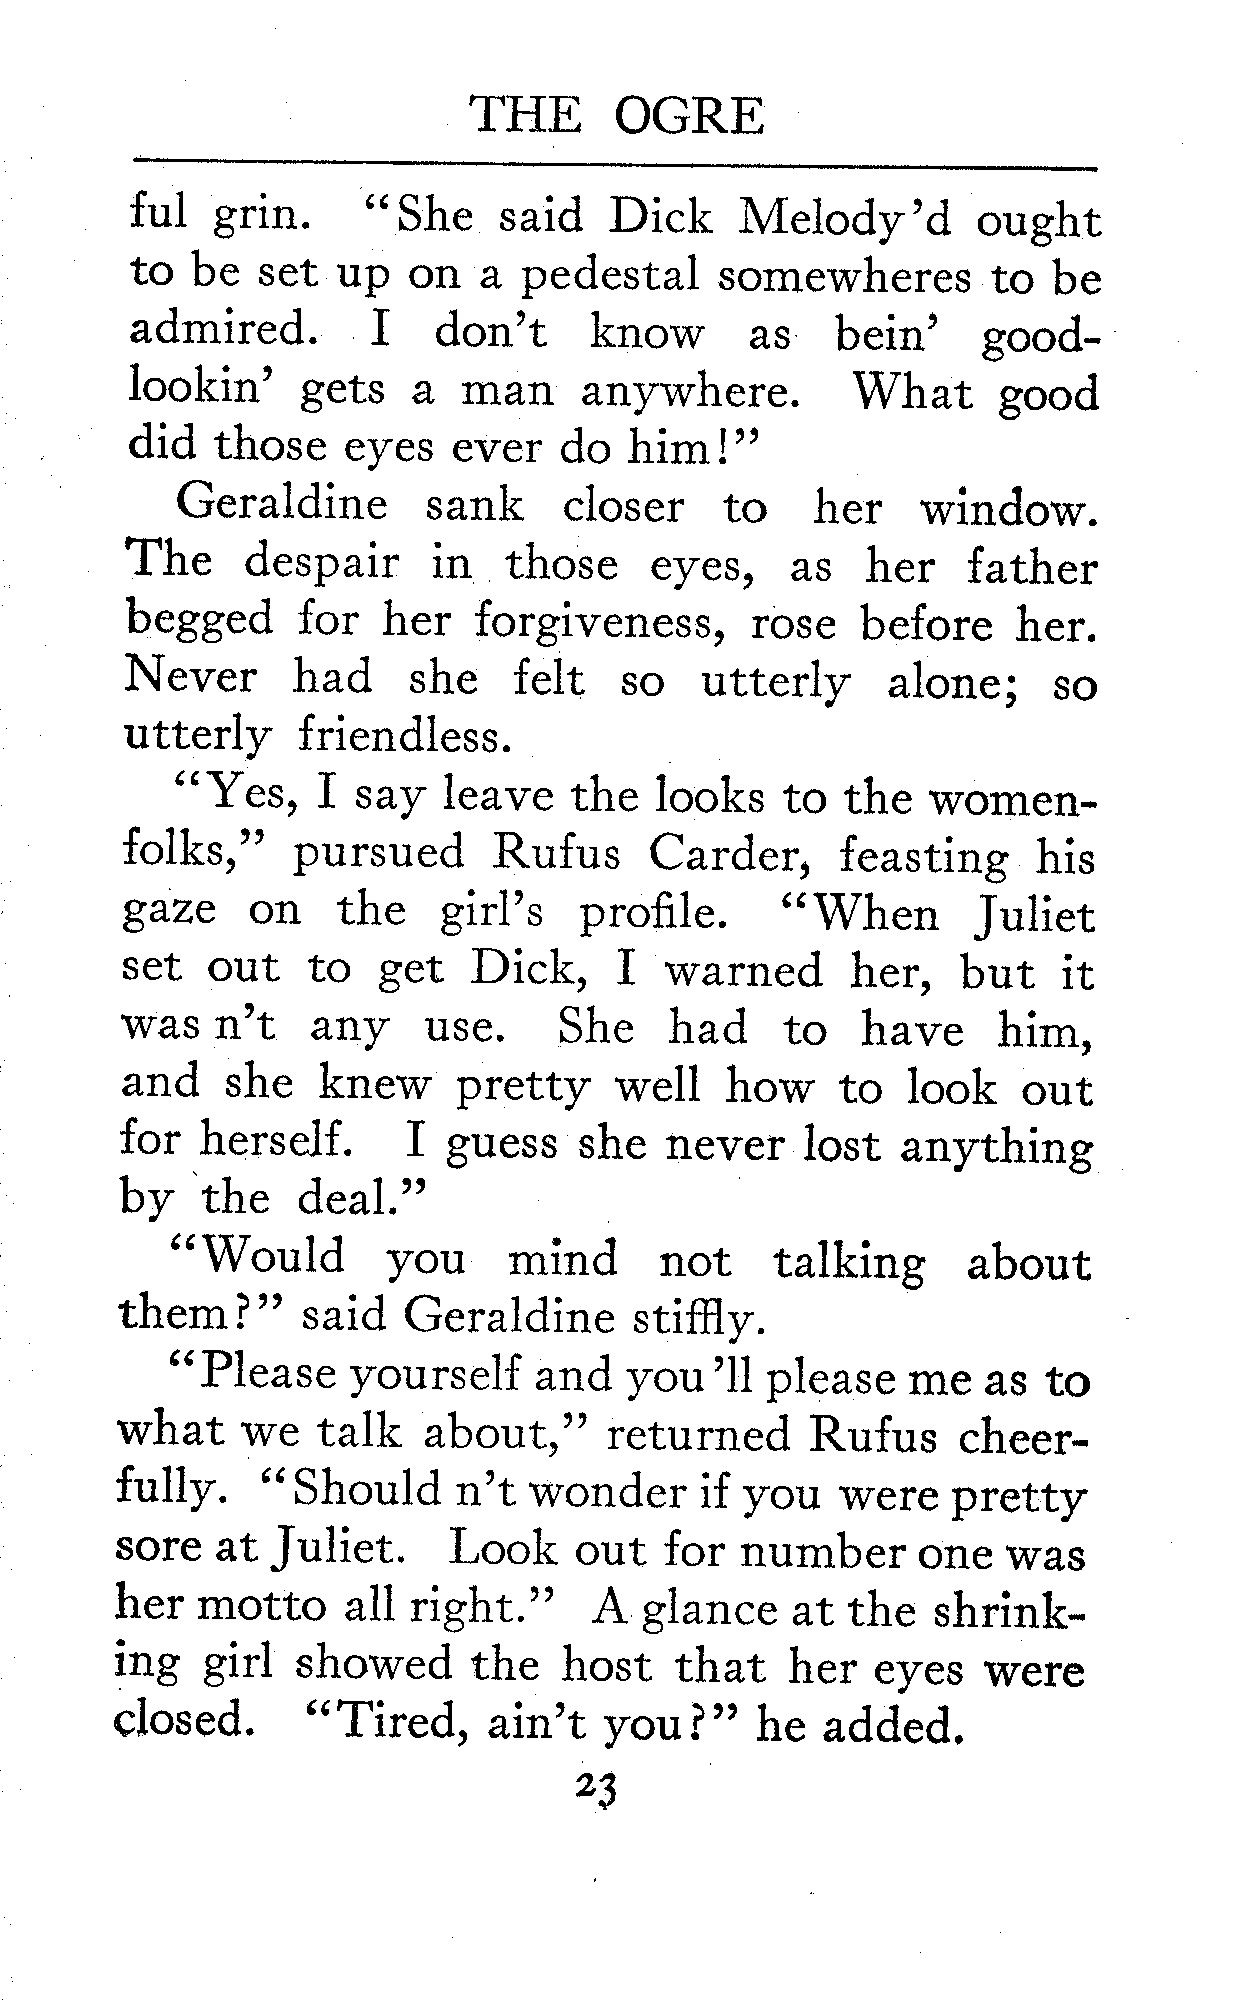 THE OGRE
ful grin. “She said Dick Melody’d ought
to be set up on a pedestal somewheres to be
admired. I don’t know as bein’ good-
lookin’ gets a man anywhere. What good
did those eyes ever do him!”
Geraldine sank closer to her window.
The despair in those eyes, as her father
begged for her forgiveness, rose before her.
Never had she felt so utterly alone; so
utterly friendless.
“Yes, I say leave the looks to the women-
folks,” pursued Rufus Carder, feasting his
gaze on the girl’s profile. “When Juliet
set out to get Dick, I warned her, but it
was n’t any use. She had to have him,
and she knew pretty well how to look out
for herself. I guess she never lost anything
by the deal.”
“Would you mind not talking about
them?” said Geraldine stiffly.
“Please yourself and you ’ll please me as to
what we talk about,” returned Rufus cheer-
fully. “Should n’t wonder if you were pretty
sore at Juliet. Look out for number one was
her motto all right.” A glance at the shrink-
ing girl showed the host that her eyes were
closed. “Tired, ain’t you?” he added.
23